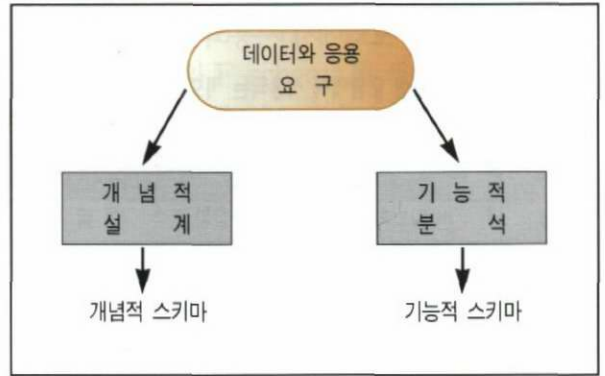 데이터와 응용
요 구
개 념 적
설 계
기 능 적
분 석
개념적 스키마
기능적 스키마